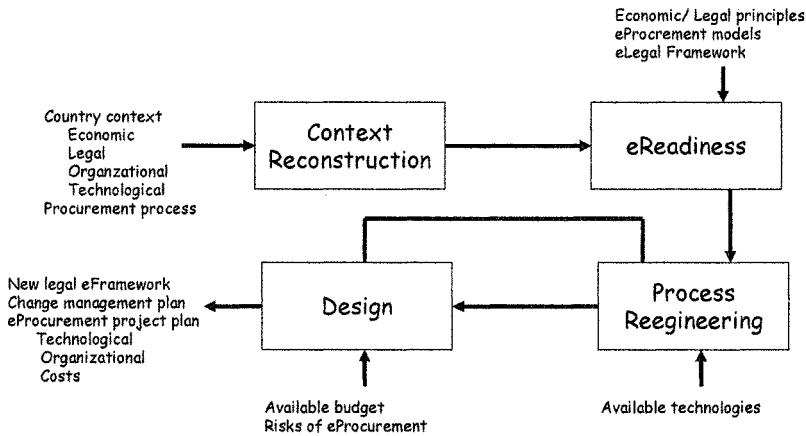 Economic/ Legal principles
eProcrement models
eLegal Framework
Country context
Economic
Legal
Organzational
Technological
Procurement process
Context
Reconstruction
eReadiness
New legal eFramework
Change management plan
eProcurement project plan
Technological
Organizational
Costs
Design
Process
Reegineering
Available budget
Risks of eProcurement
Available technologies